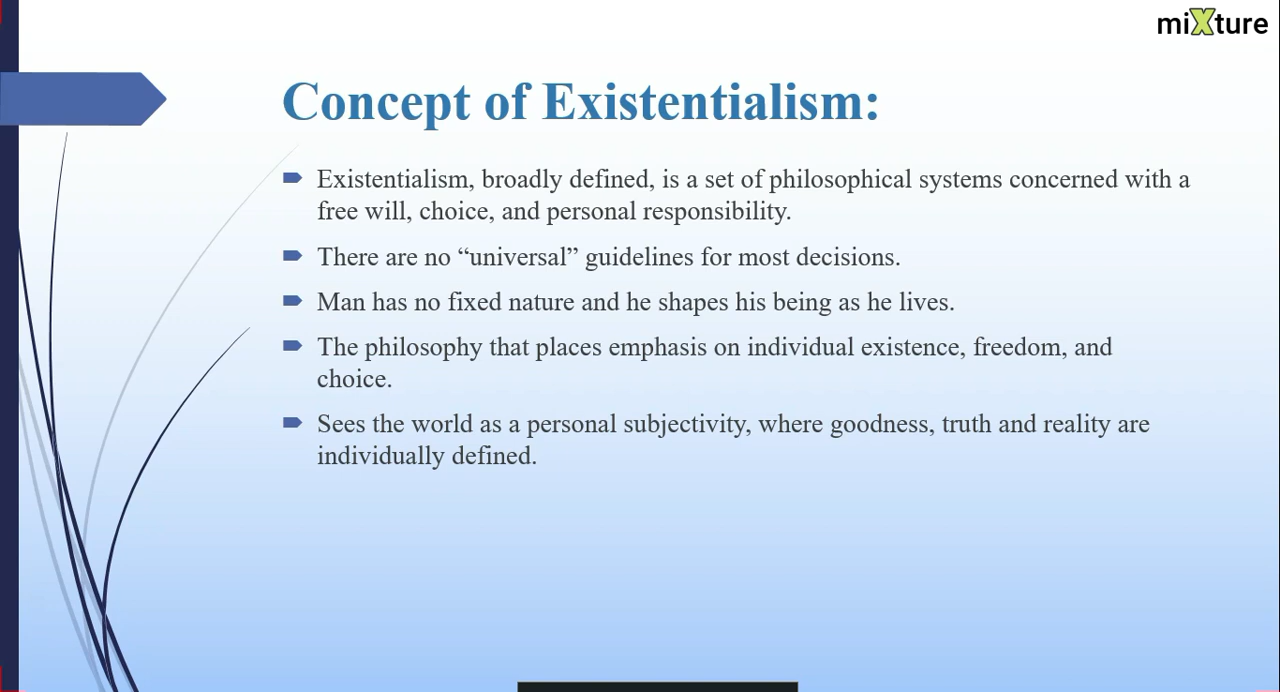 miXture
Concept of Existentialism:
Existentialism, broadly defined, is a set of philosophical systems concerned with a
free will, choice, and personal responsibility.
There are no “universal” guidelines for most decisions.
Man has no fixed nature and he shapes his being as he lives.
The philosophy that places emphasis on individual existence, freedom, and
choice.
Sees the world as a personal subjectivity, where goodness, truth and reality are
individually defined.